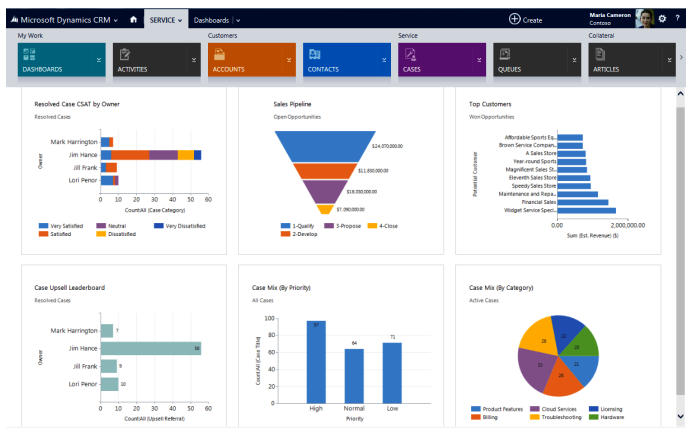 Microsoft Dynamics CRM
SERVICE
Dashboards
Create
Maria Cameron
Contoso
My Work
Customers
Service
Collateral
DASHBOARDS
ACTIVITIES
ACCOUNTS
CONTACTS
CASES
QUEUES
ARTICLES
Resolved Case CSAT by Owner
Resolved Cases
Owner
Mark Harrington
Jim Hance
Jill Frank
Lori Penor
0 10 20 30 40 50 60
CountAll (Case Category)
Very Satisfied Neutral Very Dissatisfied
Satisfied Dissatisfied
Sales Pipeline
Open Opportunities
$24,070,000.00
$11,830,000.00
$18,030,000.00
$7,090,000.00
1-Qualify 3-Propose 4-Close
2-Develop
Top Customers
Won Opportunities
Potential Customer
Affordable Sports Eq...
Brown Service Compan...
A Sales Store
Year-round Sports
Magnificent Sales St...
Eleventh Sales Store
Speedy Sales Store
Maintenance and Repa...
Financial Sales
Widget Service Speci...
0.00 2,000,000.00
Sum (Est. Revenue) ($)
Case Upsell Leaderboard
Resolved Cases
Owner
Mark Harrington 7
Jim Hance
Jill Frank 9
Lori Penor 10
0 10 20 30 40 50 60
CountAll (Upsell Referral)
Case Mix (By Priority)
All Cases
CountAll (Case Title)
100
80
60
40
20
0
97
64
71
High Normal Low
Priority
Case Mix (By Category)
Active Cases
Product Features Cloud Services Licensing
Billing Troubleshooting Hardware